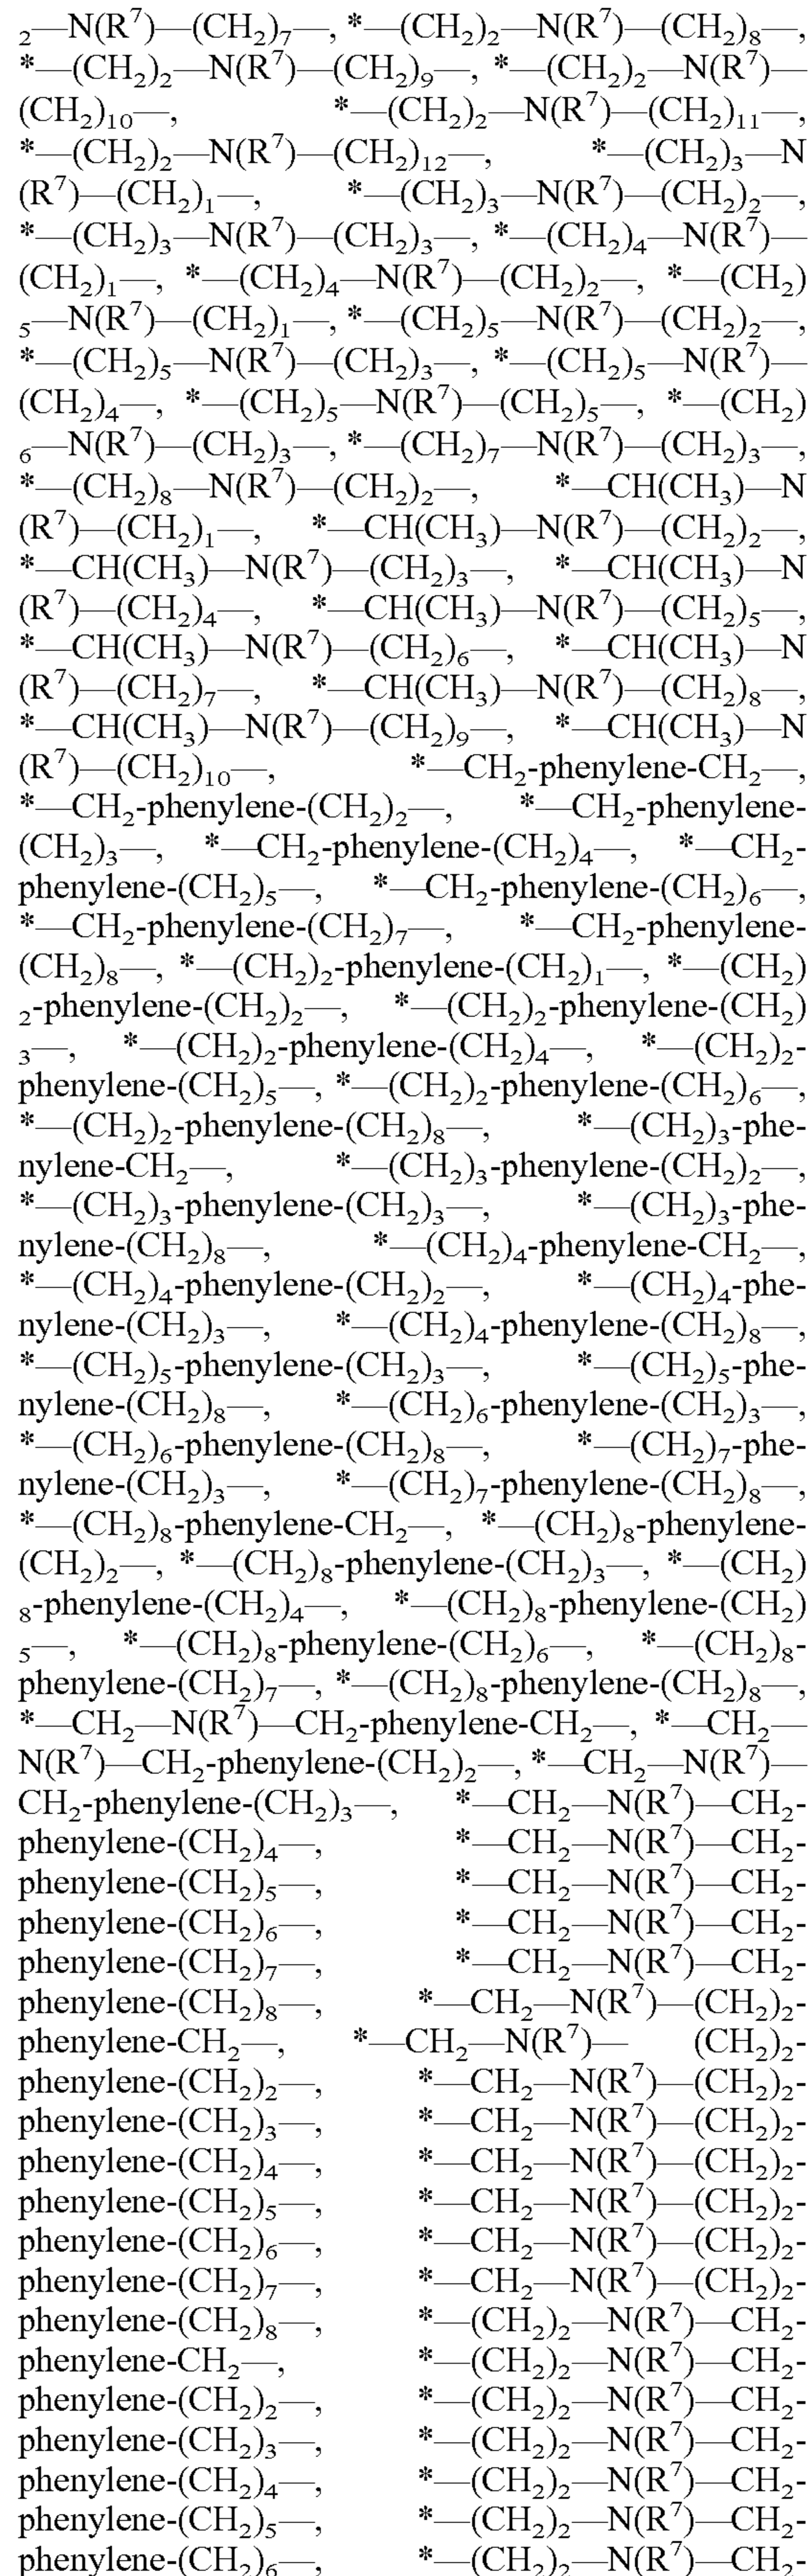 ₂—N(R⁷)—(CH₂)₇—, *—(CH₂)₂—N(R⁷)—(CH₂)₈—,
*—(CH₂)₂—N(R⁷)—(CH₂)₉—, *—(CH₂)₂—N(R⁷)—
(CH₂)₁₀—, *—(CH₂)₂—N(R⁷)—(CH₂)₁₁—,
*—(CH₂)₂—N(R⁷)—(CH₂)₁₂—, *—(CH₂)₃—N
(R⁷)—(CH₂)₁—, *—(CH₂)₃—N(R⁷)—(CH₂)₂—,
*—(CH₂)₃—N(R⁷)—(CH₂)₃—, *—(CH₂)₄—N(R⁷)—
(CH₂)₁—, *—(CH₂)₄—N(R⁷)—(CH₂)₂—, *—(CH₂)
₅—N(R⁷)—(CH₂)₁—, *—(CH₂)₅—N(R⁷)—(CH₂)₂—,
*—(CH₂)₅—N(R⁷)—(CH₂)₃—, *—(CH₂)₅—N(R⁷)—
(CH₂)₄—, *—(CH₂)₅—N(R⁷)—(CH₂)₅—, *—(CH₂)
₆—N(R⁷)—(CH₂)₃—, *—(CH₂)₇—N(R⁷)—(CH₂)₃—,
*—(CH₂)₈—N(R⁷)—(CH₂)₂—, *—CH(CH₃)—N
(R⁷)—(CH₂)₁—, *—CH(CH₃)—N(R⁷)—(CH₂)₂—,
*—CH(CH₃)—N(R⁷)—(CH₂)₃—, *—CH(CH₃)—N
(R⁷)—(CH₂)₄—, *—CH(CH₃)—N(R⁷)—(CH₂)₅—,
*—CH(CH₃)—N(R⁷)—(CH₂)₆—, *—CH(CH₃)—N
(R⁷)—(CH₂)₇—, *—CH(CH₃)—N(R⁷)—(CH₂)₈—,
*—CH(CH₃)—N(R⁷)—(CH₂)₉—, *—CH(CH₃)—N
(R⁷)—(CH₂)₁₀—, *—CH₂-phenylene-CH₂—,
*—CH₂-phenylene-(CH₂)₂—, *—CH₂-phenylene-
(CH₂)₃—, *—CH₂-phenylene-(CH₂)₄—, *—CH₂-
phenylene-(CH₂)₅—, *—CH₂-phenylene-(CH₂)₆—,
*—CH₂-phenylene-(CH₂)₇—, *—CH₂-phenylene-
(CH₂)₈—, *—(CH₂)₂-phenylene-(CH₂)₁—, *—(CH₂)
₂-phenylene-(CH₂)₂—, *—(CH₂)₂-phenylene-(CH₂)
₃—, *—(CH₂)₂-phenylene-(CH₂)₄—, *—(CH₂)₂-
phenylene-(CH₂)₅—, *—(CH₂)₂-phenylene-(CH₂)₆—,
*—(CH₂)₂-phenylene-(CH₂)₈—, *—(CH₂)₃-phe-
nylene-CH₂—, *—(CH₂)₃-phenylene-(CH₂)₂—,
*—(CH₂)₃-phenylene-(CH₂)₃—, *—(CH₂)₃-phe-
nylene-(CH₂)₈—, *—(CH₂)₄-phenylene-CH₂—,
*—(CH₂)₄-phenylene-(CH₂)₂—, *—(CH₂)₄-phe-
nylene-(CH₂)₃—, *—(CH₂)₄-phenylene-(CH₂)₈—,
*—(CH₂)₅-phenylene-(CH₂)₃—, *—(CH₂)₅-phe-
nylene-(CH₂)₈—, *—(CH₂)₆-phenylene-(CH₂)₃—,
*—(CH₂)₆-phenylene-(CH₂)₈—, *—(CH₂)₇-phe-
nylene-(CH₂)₃—, *—(CH₂)₇-phenylene-(CH₂)₈—,
*—(CH₂)₈-phenylene-CH₂—, *—(CH₂)₈-phenylene-
(CH₂)₂—, *—(CH₂)₈-phenylene-(CH₂)₃—, *—(CH₂)
₈-phenylene-(CH₂)₄—, *—(CH₂)₈-phenylene-(CH₂)
₅—, *—(CH₂)₈-phenylene-(CH₂)₆—, *—(CH₂)₈-
phenylene-(CH₂)₇—, *—(CH₂)₈-phenylene-(CH₂)₈—,
*—CH₂—N(R⁷)—CH₂-phenylene-CH₂—, *—CH₂—
N(R⁷)—CH₂-phenylene-(CH₂)₂—, *—CH₂—N(R⁷)—
CH₂-phenylene-(CH₂)₃—, *—CH₂—N(R⁷)—CH₂-
phenylene-(CH₂)₄—, *—CH₂—N(R⁷)—CH₂-
phenylene-(CH₂)₅—, *—CH₂—N(R⁷)—CH₂-
phenylene-(CH₂)₆—, *—CH₂—N(R⁷)—CH₂-
phenylene-(CH₂)₇—, *—CH₂—N(R⁷)—CH₂-
phenylene-(CH₂)₈—, *—CH₂—N(R⁷)—(CH₂)₂-
phenylene-CH₂—, *—CH₂—N(R⁷)— (CH₂)₂-
phenylene-(CH₂)₂—, *—CH₂—N(R⁷)—(CH₂)₂-
phenylene-(CH₂)₃—, *—CH₂—N(R⁷)—(CH₂)₂-
phenylene-(CH₂)₄—, *—CH₂—N(R⁷)—(CH₂)₂-
phenylene-(CH₂)₅—, *—CH₂—N(R⁷)—(CH₂)₂-
phenylene-(CH₂)₆—, *—CH₂—N(R⁷)—(CH₂)₂-
phenylene-(CH₂)₇—, *—CH₂—N(R⁷)—(CH₂)₂-
phenylene-(CH₂)₈—, *—(CH₂)₂—N(R⁷)—CH₂-
phenylene-CH₂—, *—(CH₂)₂—N(R⁷)—CH₂-
phenylene-(CH₂)₂—, *—(CH₂)₂—N(R⁷)—CH₂-
phenylene-(CH₂)₃—, *—(CH₂)₂—N(R⁷)—CH₂-
phenylene-(CH₂)₄—, *—(CH₂)₂—N(R⁷)—CH₂-
phenylene-(CH₂)₅—, *—(CH₂)₂—N(R⁷)—CH₂-
phenylene-(CH₂)₆—, *—(CH₂)₂—N(R⁷)—CH₂-